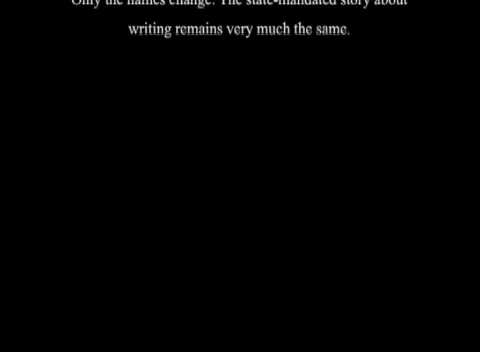 Only the names change. The state-mandated story about
writing remains very much the same.